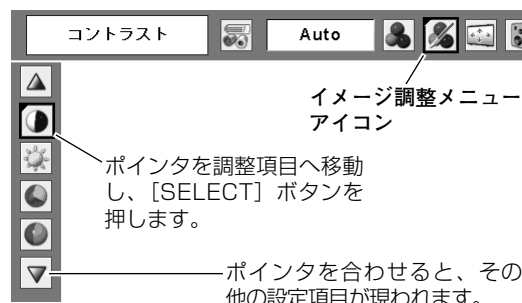 コントラスト
Auto
イメージ調整メニュー
アイコン
ポインタを調整項目へ移動
し、［SELECT］ボタンを
押します。
ポインタを合わせると、その
他の設定項目が現われます。